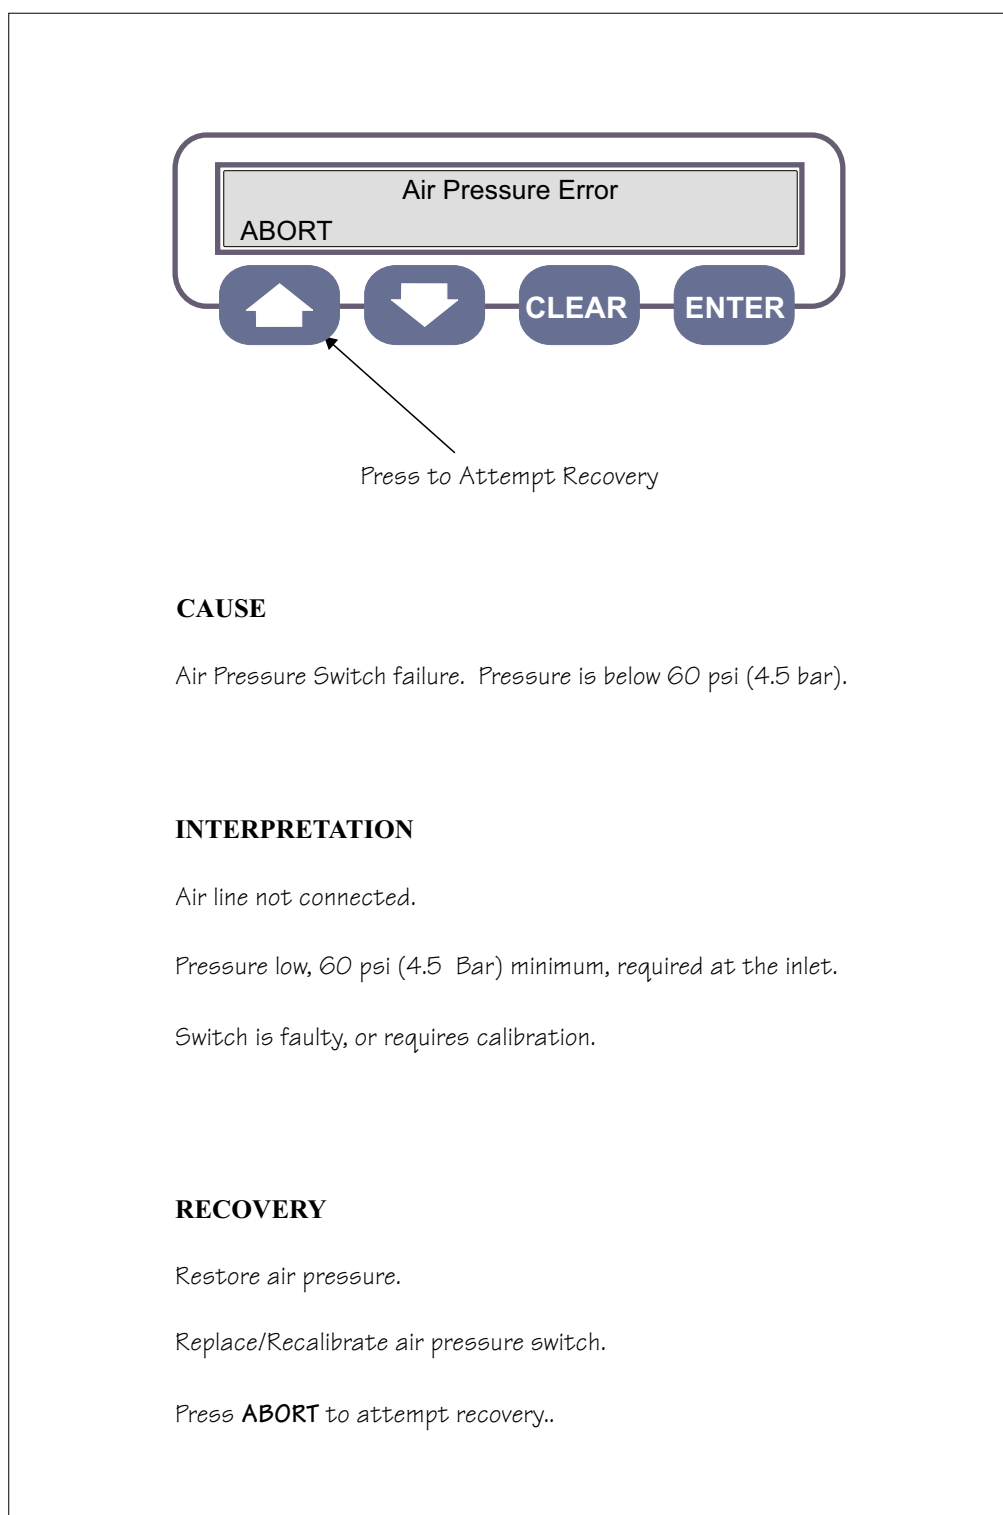 Air Pressure Error
ABORT
CLEAR
ENTER
Press to Attempt Recovery
CAUSE
Air Pressure Switch failure. Pressure is below 60 psi (4.5 bar).
INTERPRETATION
Air line not connected.
Pressure low, 60 psi (4.5 Bar) minimum, required at the inlet.
Switch is faulty, or requires calibration.
RECOVERY
Restore air pressure.
Replace/Recalibrate air pressure switch.
Press ABORT to attempt recovery..